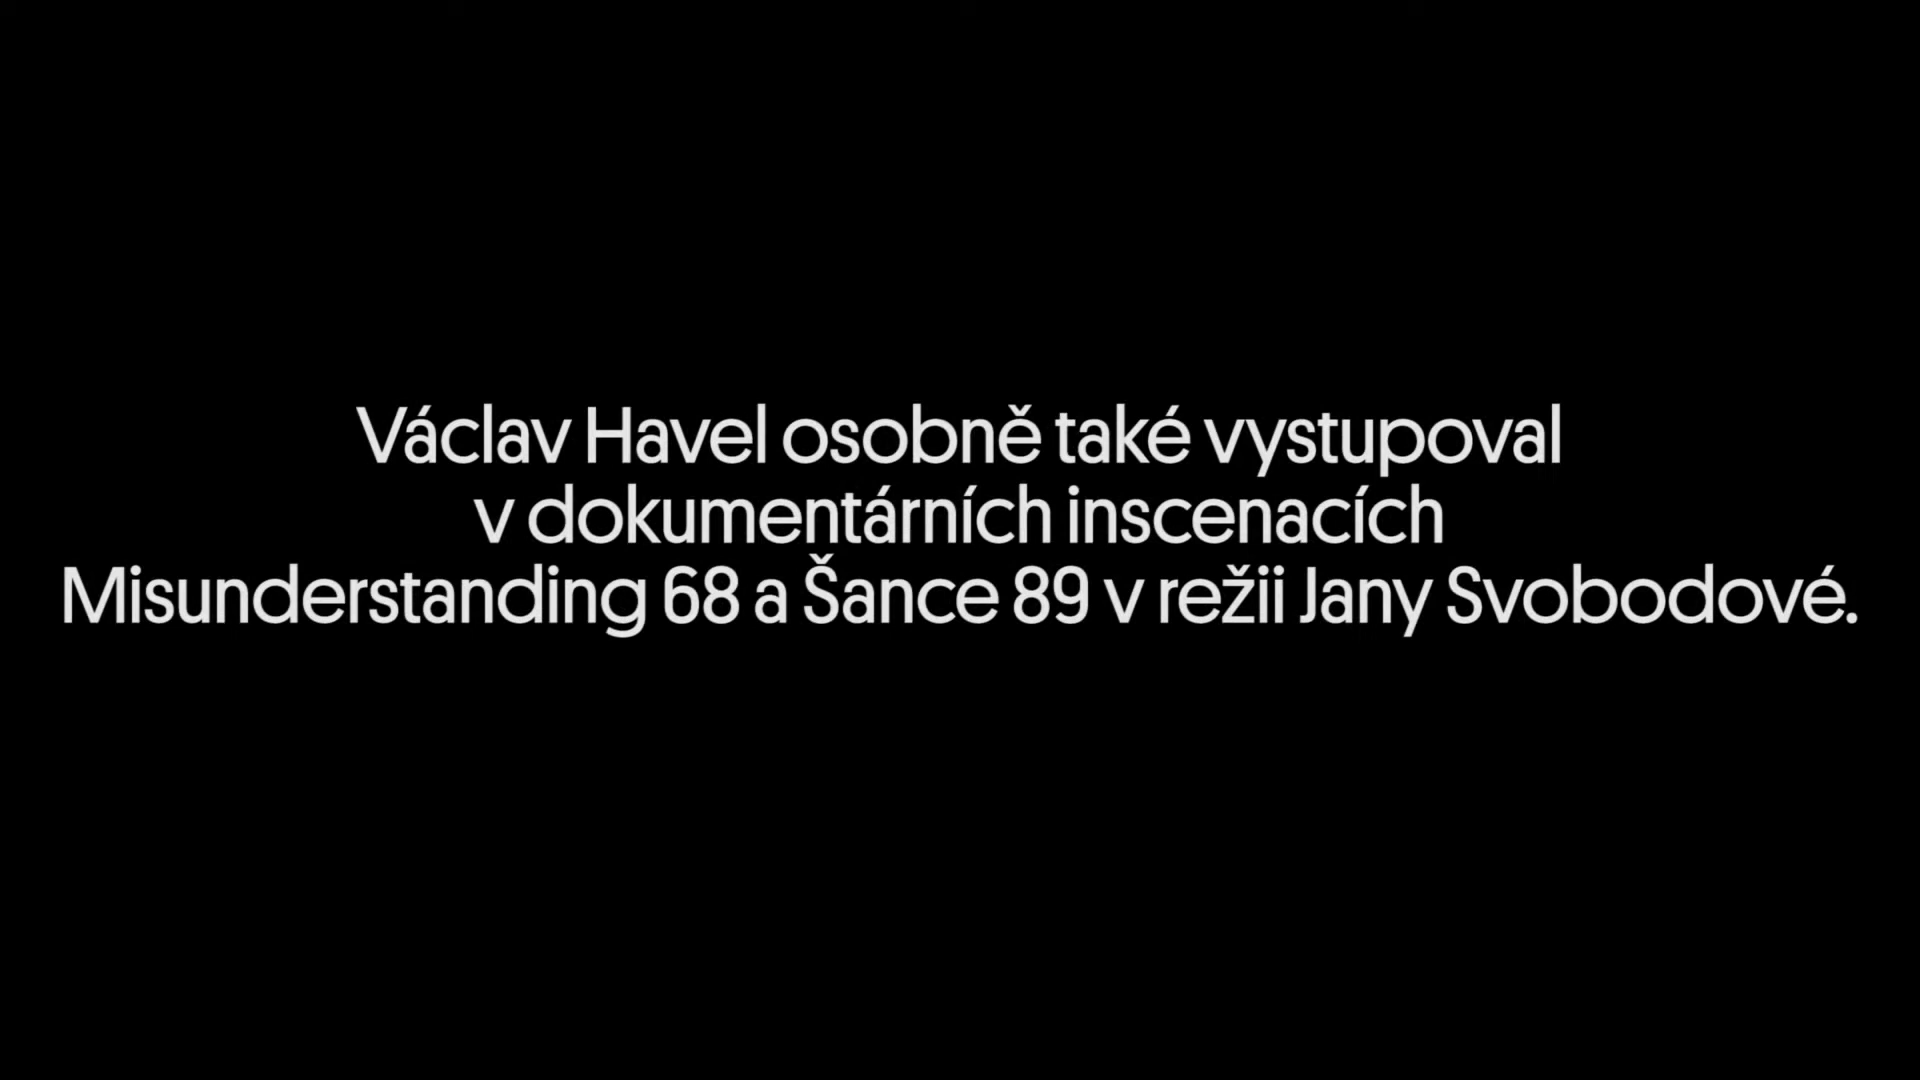 Václav Havel osobně také vystupoval
v dokumentárních inscenacích
Misunderstanding 68 a Šance 89 v režii Jany Svobodové.